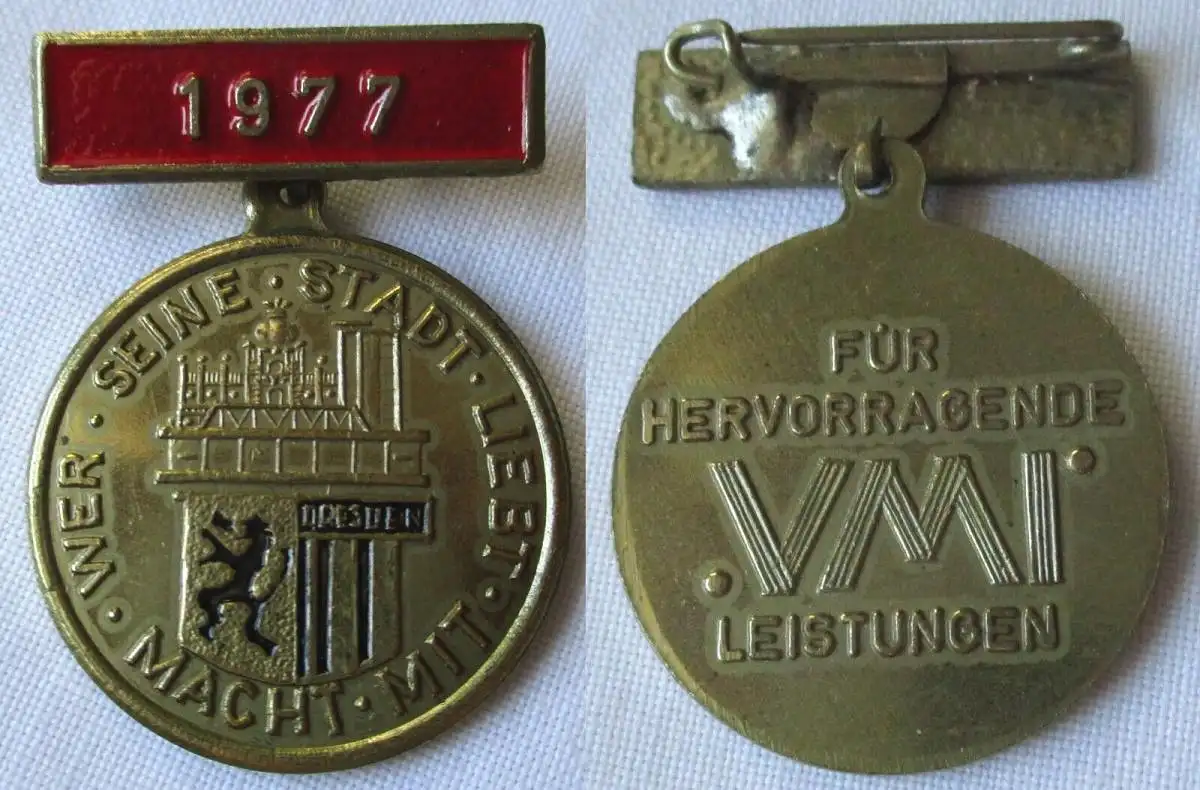 1977
WER · SEINE · STADT · LIEBT · MACHT · MIT ·
DRESDEN
FÜR
HERVORRAGENDE
·VMI·
LEISTUNGEN